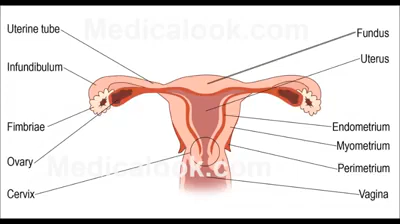 Medicalook.com
Uterine tube
Infundibulum
Fimbriae
Ovary
Cervix
Fundus
Uterus
Endometrium
Myometrium
Perimetrium
Vagina
Medicalook.com